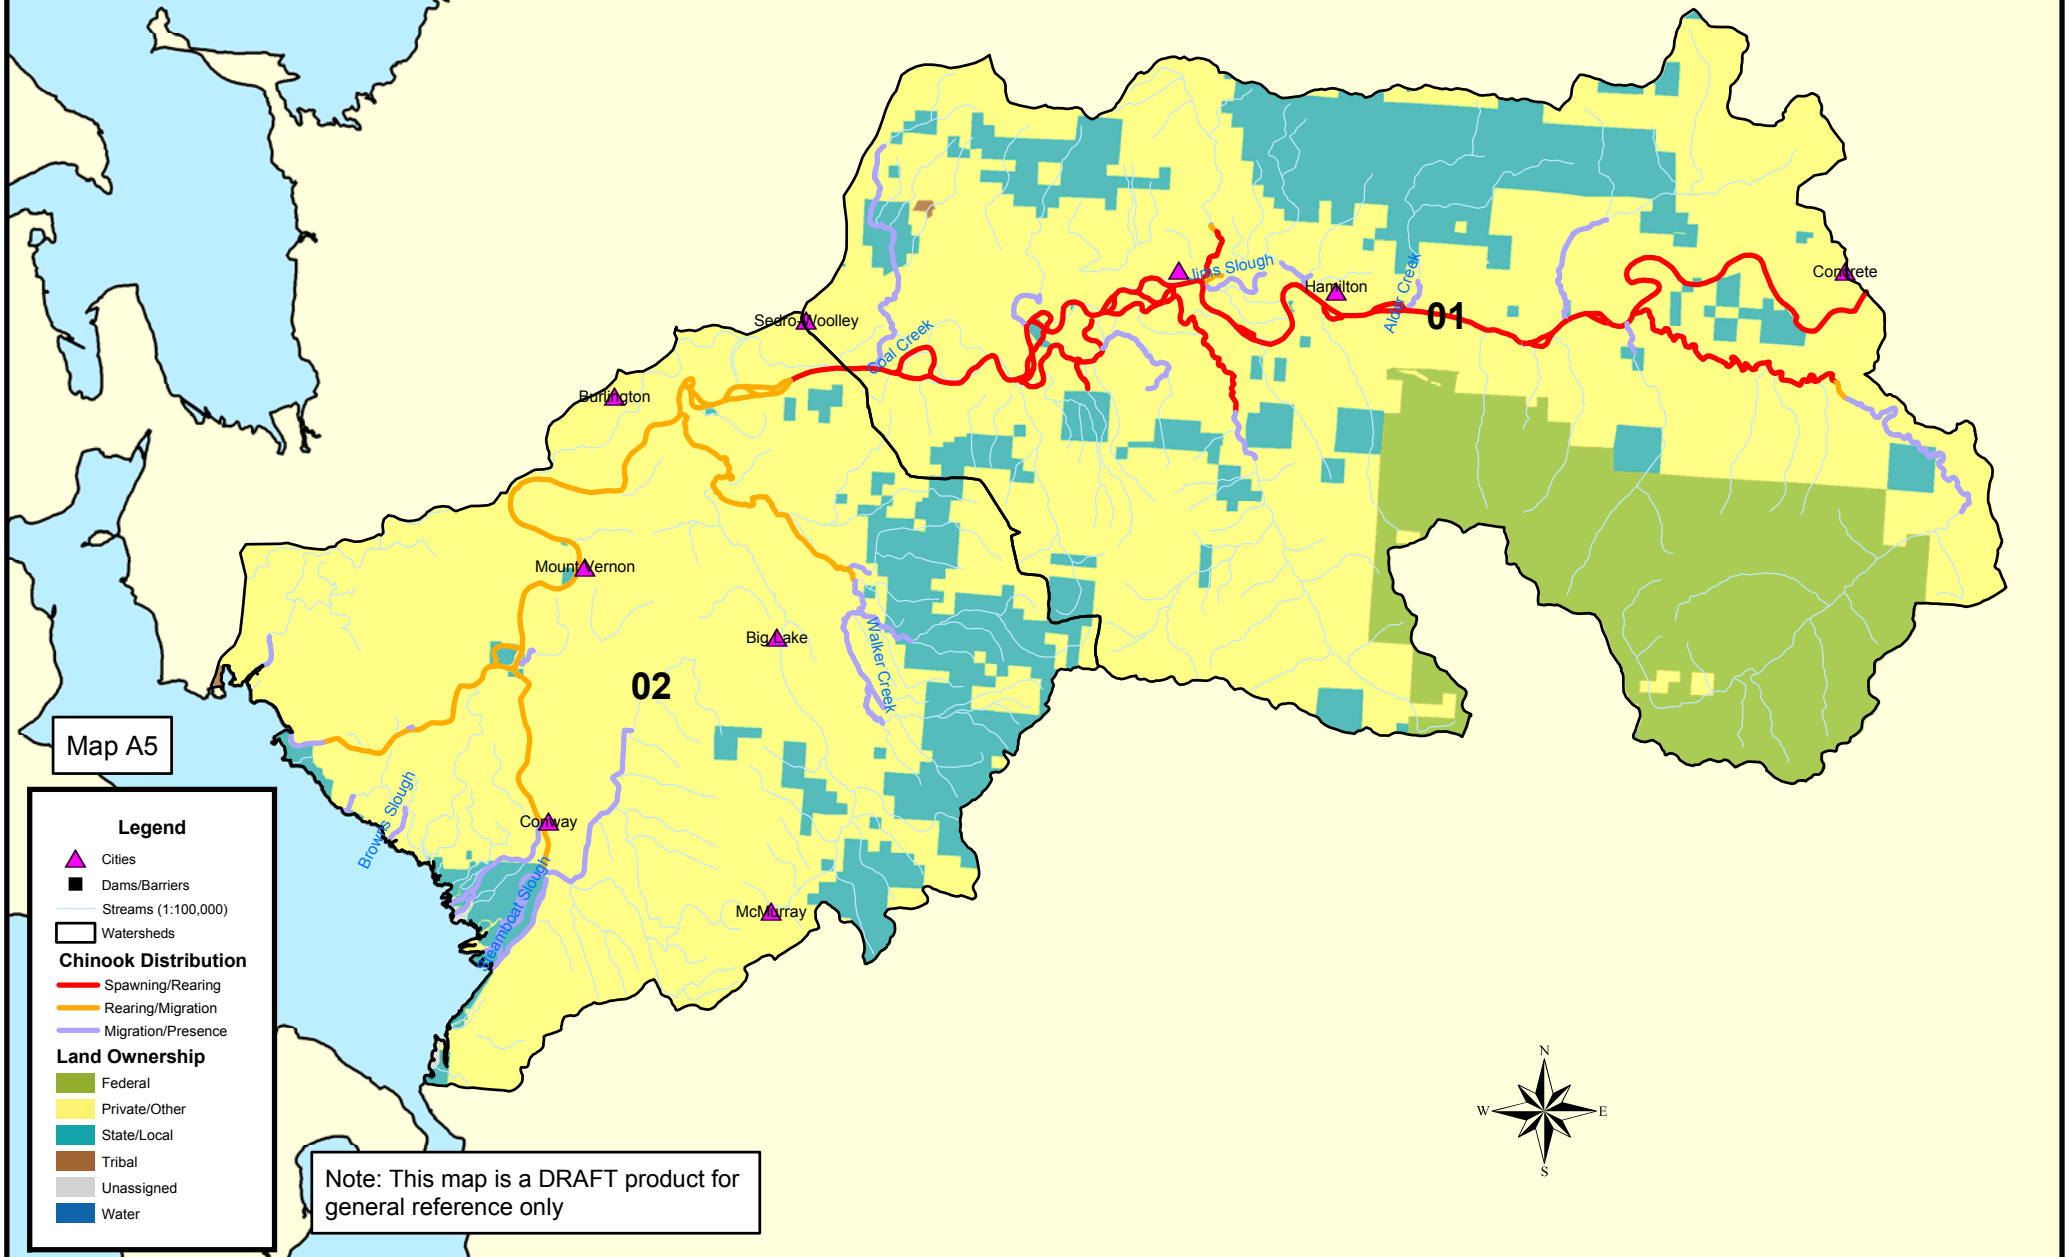 Concrete
Jims Slough
Hamilton
Alder Creek
01
Sedro-Woolley
Coal Creek
Burlington
Mount Vernon
Big Lake
Walker Creek
02
Map A5
Browns Slough
Conway
Steamboat Slough
McMurray
Legend
Cities
Dams/Barriers
Streams (1:100,000)
Watersheds
Chinook Distribution
Spawning/Rearing
Rearing/Migration
Migration/Presence
Land Ownership
Federal
Private/Other
State/Local
Tribal
Unassigned
Water
Note: This map is a DRAFT product for
general reference only
N
W
E
S